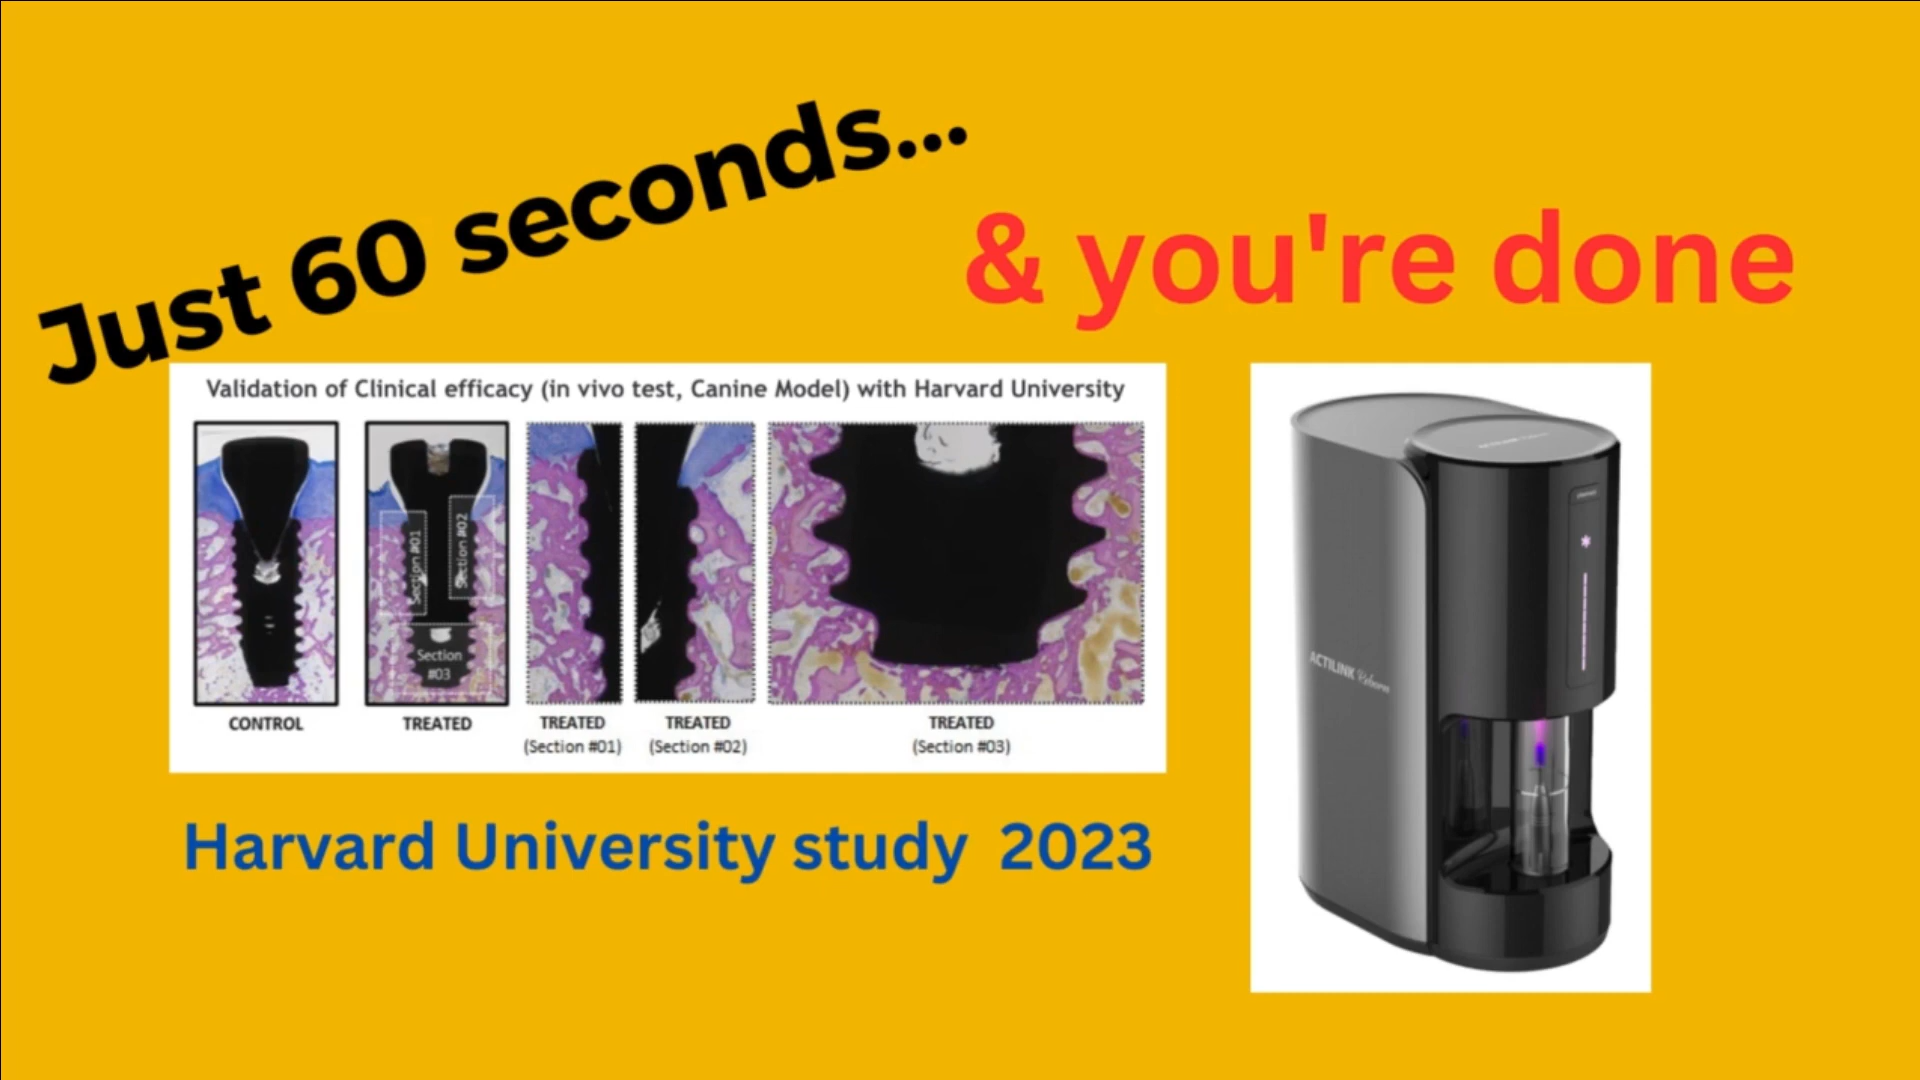 Just 60 seconds...
& you're done
Validation of Clinical efficacy (in vivo test, Canine Model) with Harvard University
Section #01
Section #02
Section
#03
CONTROL
TREATED
TREATED
(Section #01)
TREATED
(Section #02)
TREATED
(Section #03)
Harvard University study 2023
ACTILINK Reborn